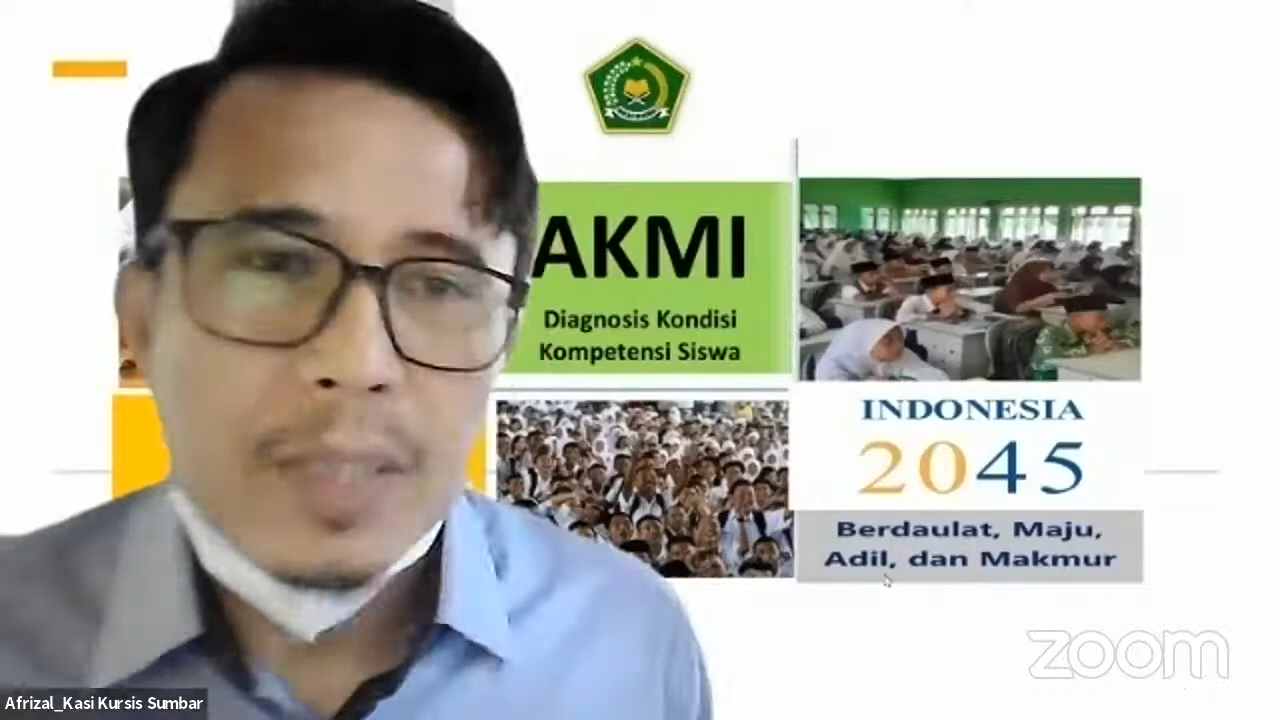 AKMI
Diagnosis Kondisi
Kompetensi Siswa
INDONESIA
2045
Berdaulat, Maju,
Adil, dan Makmur
zoom
Afrizal_Kasi Kursis Sumbar